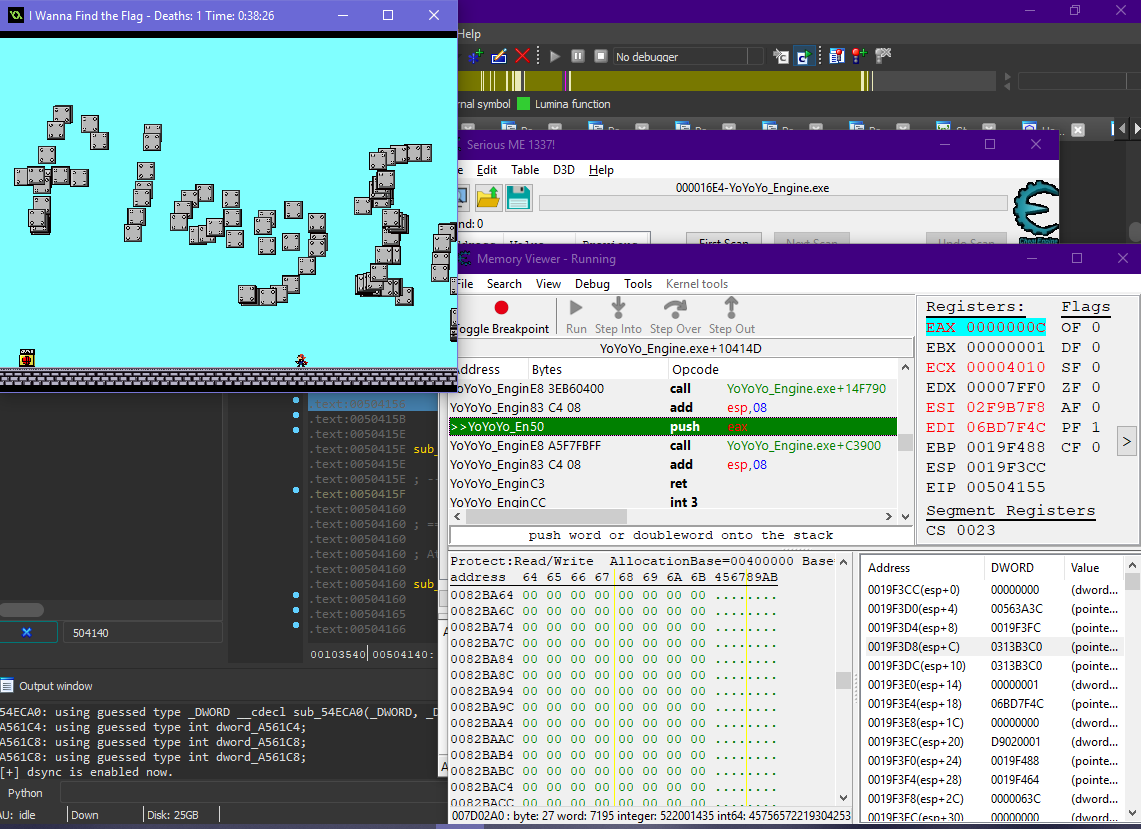 I Wanna Find the Flag - Deaths: 1 Time: 0:38:26
Help
No debugger
nal symbol Lumina function
Serious ME 1337!
Edit Table D3D Help
000016E4-YoYoYo_Engine.exe
nd: 0
First Scan Next Scan Undo Scan
Cheat Engine
Memory Viewer - Running
File Search View Debug Tools Kernel tools
Toggle Breakpoint Run Step Into Step Over Step Out
YoYoYo_Engine.exe+10414D
Address Bytes Opcode
YoYoYo_Engin E8 3EB60400 call YoYoYo_Engine.exe+14F790
YoYoYo_Engin 83 C4 08 add esp,08
>>YoYoYo_En 50 push eax
YoYoYo_Engin E8 A5F7FBFF call YoYoYo_Engine.exe+C3900
YoYoYo_Engin 83 C4 08 add esp,08
YoYoYo_Engin C3 ret
YoYoYo_Engin CC int 3
push word or doubleword onto the stack
Registers: Flags
EAX 0000000C OF 0
EBX 00000001 DF 0
ECX 00004010 SF 0
EDX 00007FF0 ZF 0
ESI 02F9B7F8 AF 0
EDI 06BD7F4C PF 1
EBP 0019F488 CF 0
ESP 0019F3CC
EIP 00504155
Segment Registers
CS 0023
>
.text:00504158
.text:0050415B
.text:0050415E
.text:0050415E sub_
.text:0050415E
.text:0050415E ; --
.text:0050415F
.text:00504160
.text:00504160 ; ==
.text:00504160
.text:00504160 ; At
.text:00504160
.text:00504160 sub_
.text:00504160
.text:00504165
.text:00504166
504140
00103540 00504140:
Output window
54ECA0: using guessed type _DWORD __cdecl sub_54ECA0(_DWORD, _D
A561C4: using guessed type int dword_A561C4;
A561C8: using guessed type int dword_A561C8;
A561C8: using guessed type int dword_A561C8;
[+] dsync is enabled now.
Python
AU: idle Down Disk: 25GB
Protect:Read/Write AllocationBase=00400000 Base
address 64 65 66 67 68 69 6A 6B 456789AB
0082BA64 00 00 00 00 00 00 00 00 ........
0082BA6C 00 00 00 00 00 00 00 00 ........
0082BA74 00 00 00 00 00 00 00 00 ........
0082BA7C 00 00 00 00 00 00 00 00 ........
0082BA84 00 00 00 00 00 00 00 00 ........
0082BA8C 00 00 00 00 00 00 00 00 ........
0082BA94 00 00 00 00 00 00 00 00 ........
0082BA9C 00 00 00 00 00 00 00 00 ........
0082BAA4 00 00 00 00 00 00 00 00 ........
0082BAAC 00 00 00 00 00 00 00 00 ........
0082BAB4 00 00 00 00 00 00 00 00 ........
0082BABC 00 00 00 00 00 00 00 00 ........
0082BAC4 00 00 00 00 00 00 00 00 ........
0082BACC 00 00 00 00 00 00 00 00 ........
007D02A0 : byte: 27 word: 7195 integer: 522001435 int64: 45756572219304253
Address DWORD Value
0019F3CC(esp+0) 00000000 (dword...
0019F3D0(esp+4) 00563A3C (pointe...
0019F3D4(esp+8) 0019F3FC (pointe...
0019F3D8(esp+C) 0313B3C0 (pointe...
0019F3DC(esp+10) 0313B3C0 (pointe...
0019F3E0(esp+14) 00000001 (dword...
0019F3E4(esp+18) 06BD7F4C (pointe...
0019F3E8(esp+1C) 00000000 (dword...
0019F3EC(esp+20) D9020001 (dword...
0019F3F0(esp+24) 0019F488 (pointe...
0019F3F4(esp+28) 0019F464 (pointe...
0019F3F8(esp+2C) 0000063C (dword...
0019F3FC(esp+30) 00000000 (dword...